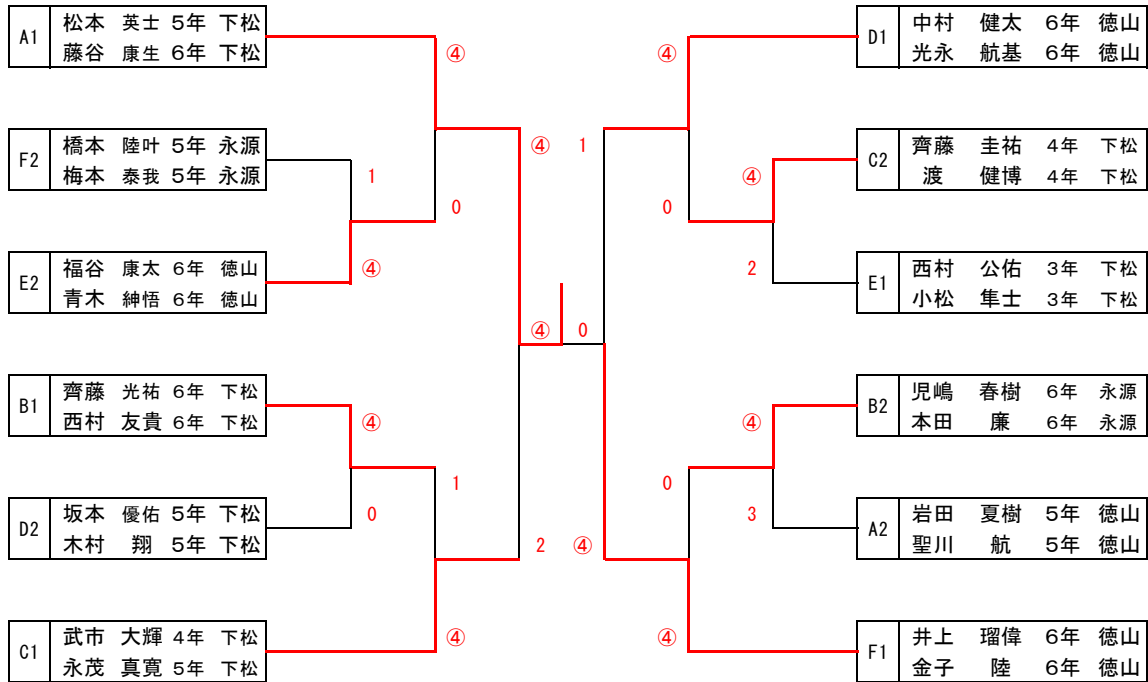 A1
松本 英士 5年 下松
藤谷 康生 6年 下松
④
F2
橋本 陸叶 5年 永源
梅本 泰我 5年 永源
1
0
E2
福谷 康太 6年 徳山
青木 紳悟 6年 徳山
④
④
④
B1
齊藤 光祐 6年 下松
西村 友貴 6年 下松
④
1
D2
坂本 優佑 5年 下松
木村 翔 5年 下松
0
2
C1
武市 大輝 4年 下松
永茂 真寛 5年 下松
④
D1
中村 健太 6年 徳山
光永 航基 6年 徳山
④
1
C2
齊藤 圭祐 4年 下松
渡 健博 4年 下松
④
0
E1
西村 公佑 3年 下松
小松 隼士 3年 下松
2
0
B2
児嶋 春樹 6年 永源
本田 廉 6年 永源
④
0
A2
岩田 夏樹 5年 徳山
聖川 航 5年 徳山
3
④
F1
井上 瑠偉 6年 徳山
金子 陸 6年 徳山
④